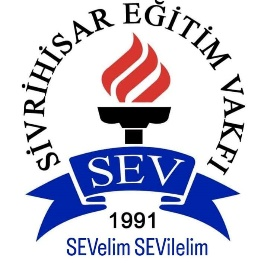 SİVRİHİSAR EĞİTİM VAKFI
SEV
1991
SEVelim SEVilelim